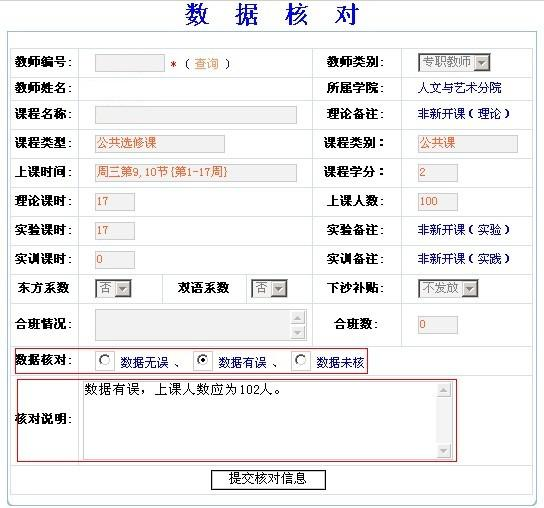 数 据 核 对
教师编号: * ( 查询 ) 教师类别: 专职教师
教师姓名: 所属学院: 人文与艺术分院
课程名称: 理论备注: 非新开课(理论)
课程类型: 公共选修课 课程类别: 公共课
上课时间: 周三第9,10节{第1-17周} 课程学分: 2
理论课时: 17 上课人数: 100
实验课时: 17 实验备注: 非新开课(实验)
实训课时: 0 实训备注: 非新开课(实践)
东方系数 否 双语系数 否 下沙补贴: 不发放
合班情况: 合班数: 0
数据核对: 数据无误 、 数据有误 、 数据未核
核对说明: 数据有误,上课人数应为102人。
提交核对信息